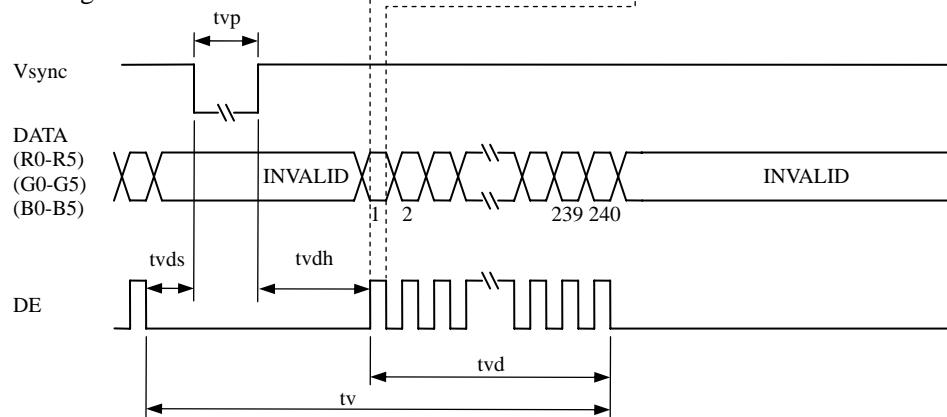 tvp
Vsync
DATA
(R0-R5)
(G0-G5)
(B0-B5)
INVALID
INVALID
1 2 239 240
tvds
tvdh
DE
tvd
tv